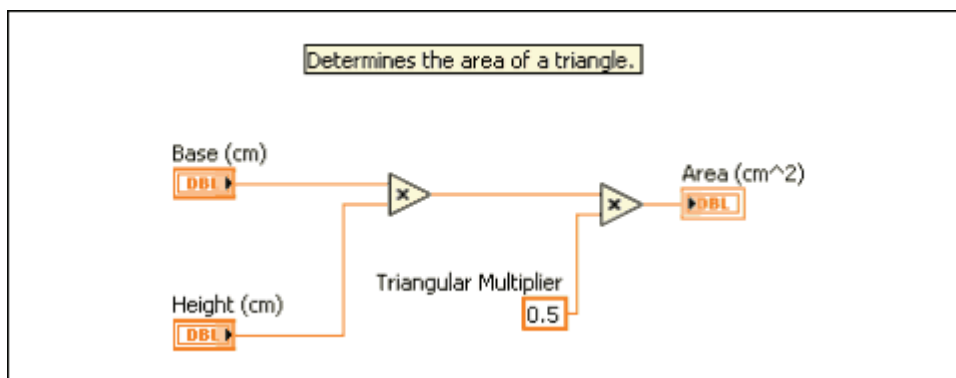 Determines the area of a triangle.
Base (cm)
DBL
×
×
Area (cm^2)
DBL
Triangular Multiplier
0.5
Height (cm)
DBL